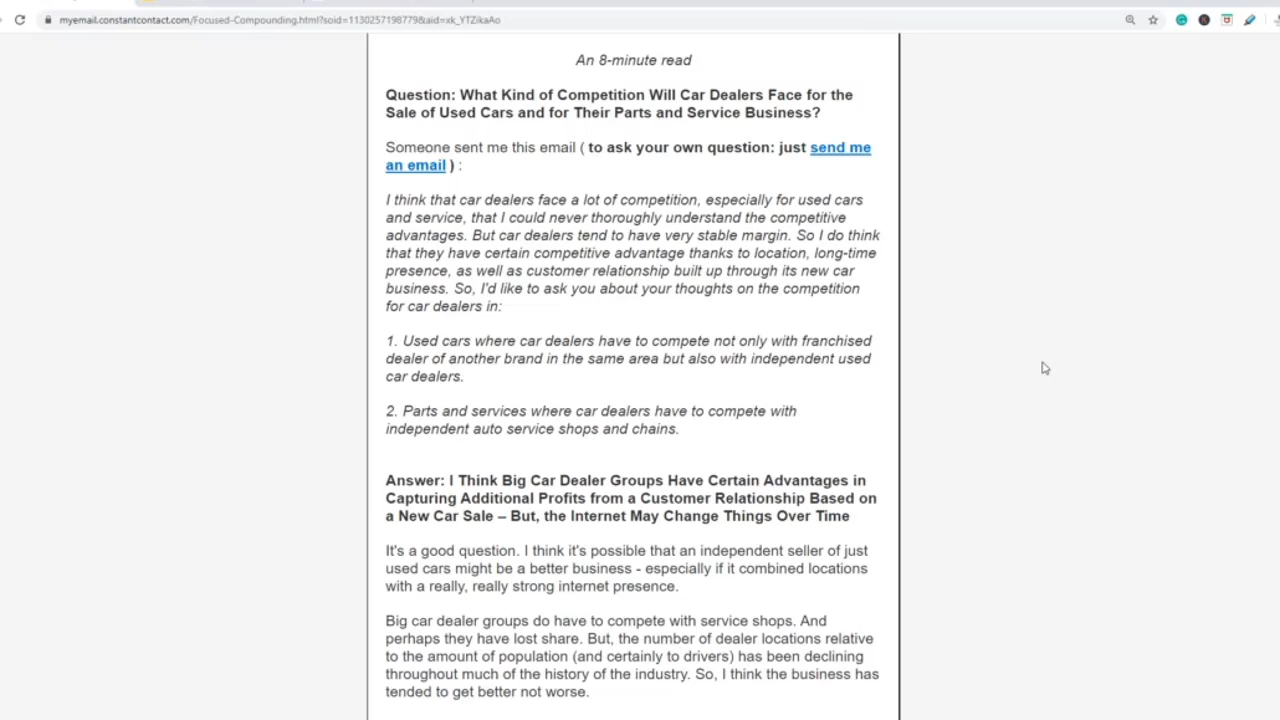 myemail.constantcontact.com/Focused-Compounding.html?soid=1130257198779&aid=xk_YTZikaAo
An 8-minute read
Question: What Kind of Competition Will Car Dealers Face for the
Sale of Used Cars and for Their Parts and Service Business?
Someone sent me this email ( to ask your own question: just send me
an email ) :
I think that car dealers face a lot of competition, especially for used cars
and service, that I could never thoroughly understand the competitive
advantages. But car dealers tend to have very stable margin. So I do think
that they have certain competitive advantage thanks to location, long-time
presence, as well as customer relationship built up through its new car
business. So, I'd like to ask you about your thoughts on the competition
for car dealers in:
1. Used cars where car dealers have to compete not only with franchised
dealer of another brand in the same area but also with independent used
car dealers.
2. Parts and services where car dealers have to compete with
independent auto service shops and chains.
Answer: I Think Big Car Dealer Groups Have Certain Advantages in
Capturing Additional Profits from a Customer Relationship Based on
a New Car Sale – But, the Internet May Change Things Over Time
It's a good question. I think it's possible that an independent seller of just
used cars might be a better business - especially if it combined locations
with a really, really strong internet presence.
Big car dealer groups do have to compete with service shops. And
perhaps they have lost share. But, the number of dealer locations relative
to the amount of population (and certainly to drivers) has been declining
throughout much of the history of the industry. So, I think the business has
tended to get better not worse.